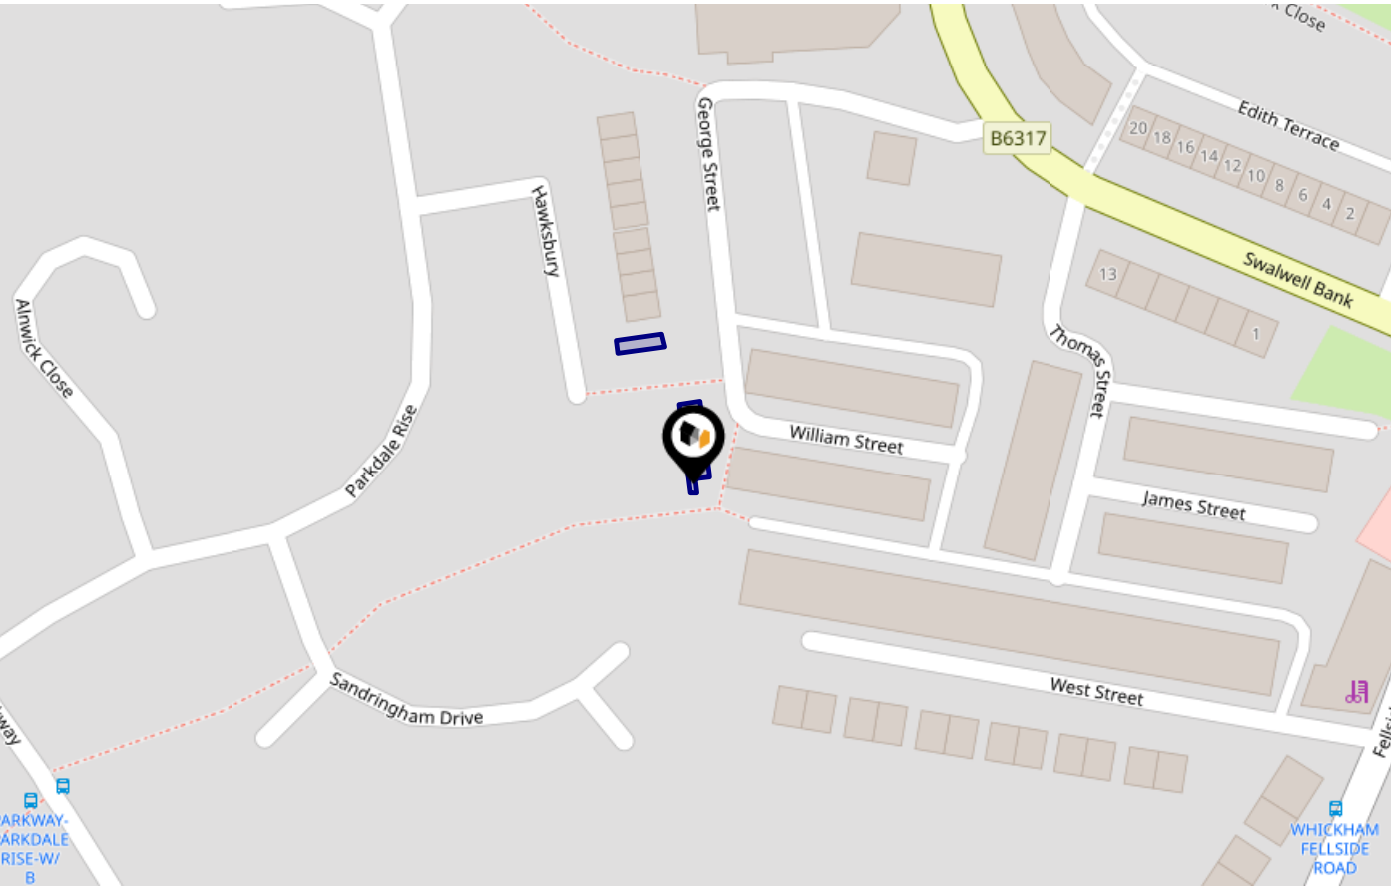 Close
Edith Terrace
20
18
16
14
12
10
8
6
4
2
B6317
George Street
Hawksbury
Swalwell Bank
13
1
Alnwick Close
Thomas Street
Parkdale Rise
William Street
James Street
Sandringham Drive
West Street
ARKWAY-
ARKDALE
RISE-W/
B
WHICKHAM
FELLSIDE
ROAD